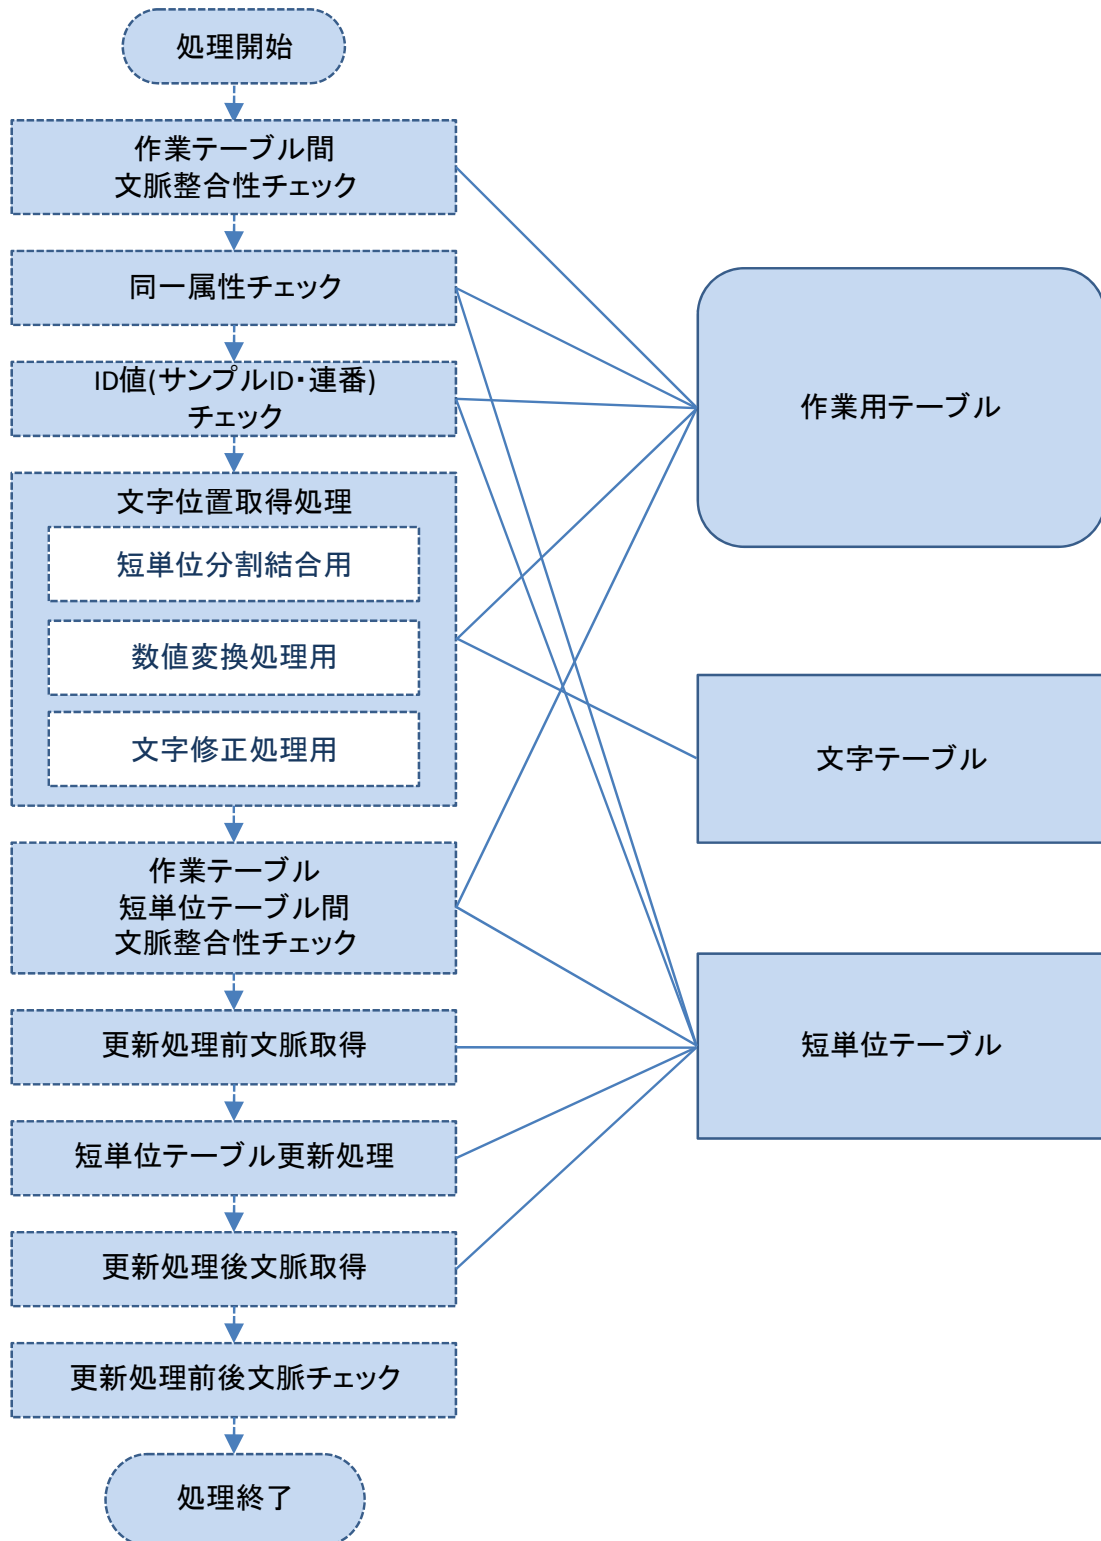 処理開始
作業テーブル間
文脈整合性チェック
同一属性チェック
ID値(サンプルID・連番)
チェック
文字位置取得処理
短単位分割結合用
数値変換処理用
文字修正処理用
作業テーブル
短単位テーブル間
文脈整合性チェック
更新処理前文脈取得
短単位テーブル更新処理
更新処理後文脈取得
更新処理前後文脈チェック
処理終了
作業用テーブル
文字テーブル
短単位テーブル